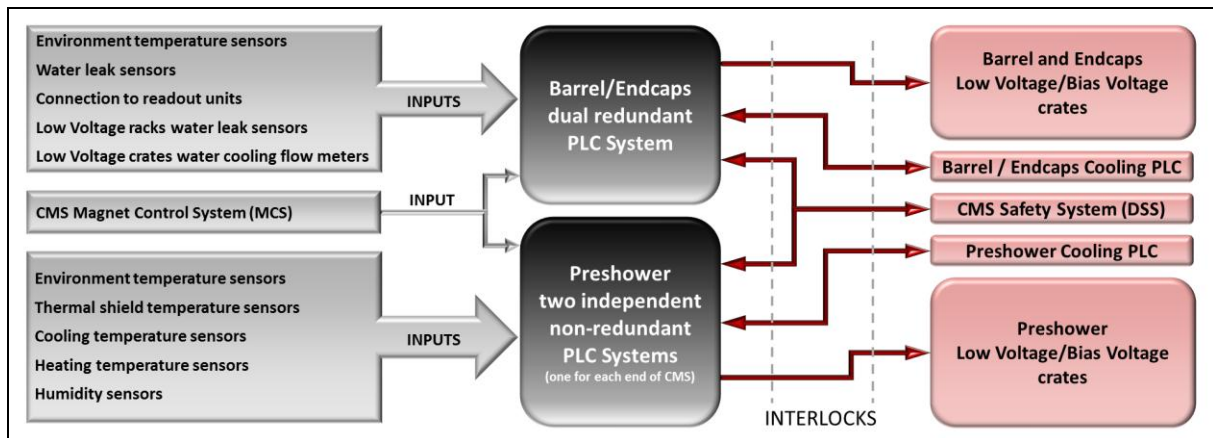 Environment temperature sensors
Water leak sensors
Connection to readout units
Low Voltage racks water leak sensors
Low Voltage crates water cooling flow meters
INPUTS
CMS Magnet Control System (MCS)
INPUT
Environment temperature sensors
Thermal shield temperature sensors
Cooling temperature sensors
Heating temperature sensors
Humidity sensors
INPUTS
Barrel/Endcaps
dual redundant
PLC System
Preshower
two independent
non-redundant
PLC Systems
(one for each end of CMS)
INTERLOCKS
Barrel and Endcaps
Low Voltage/Bias Voltage
crates
Barrel / Endcaps Cooling PLC
CMS Safety System (DSS)
Preshower Cooling PLC
Preshower
Low Voltage/Bias Voltage
crates